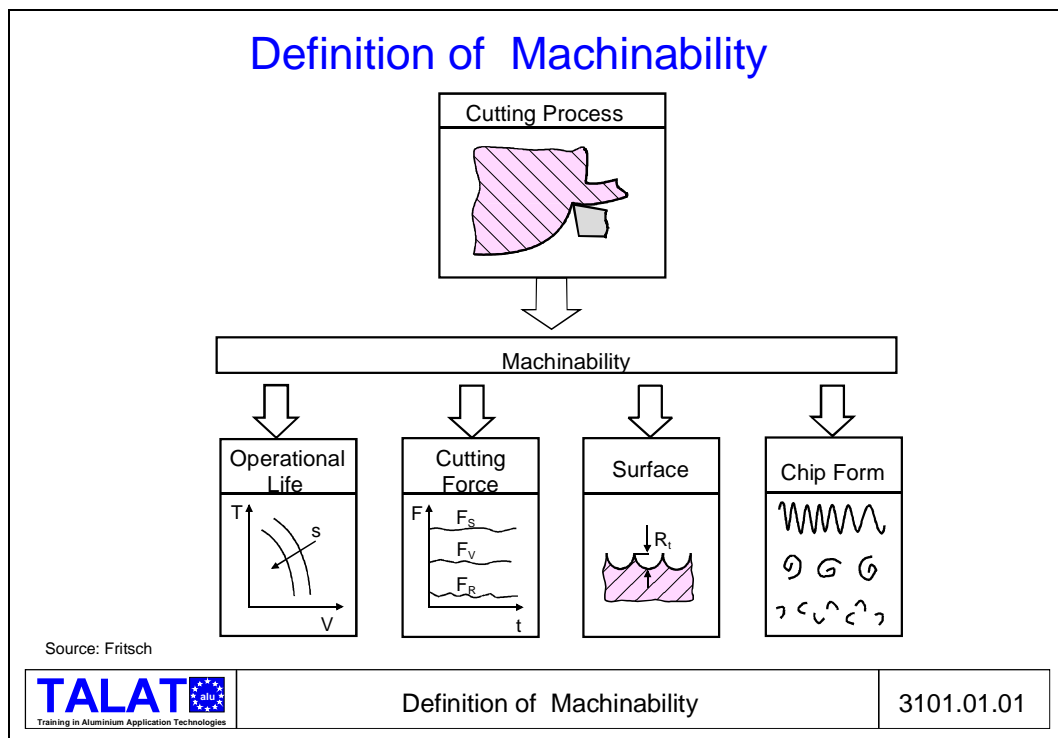 Definition of Machinability
Cutting Process
Machinability
Operational
Life
T
s
V
Cutting
Force
F
FS
FV
FR
t
Surface
Rt
Chip Form
Source: Fritsch
TALAT
alu
Training in Aluminium Application Technologies
Definition of Machinability
3101.01.01